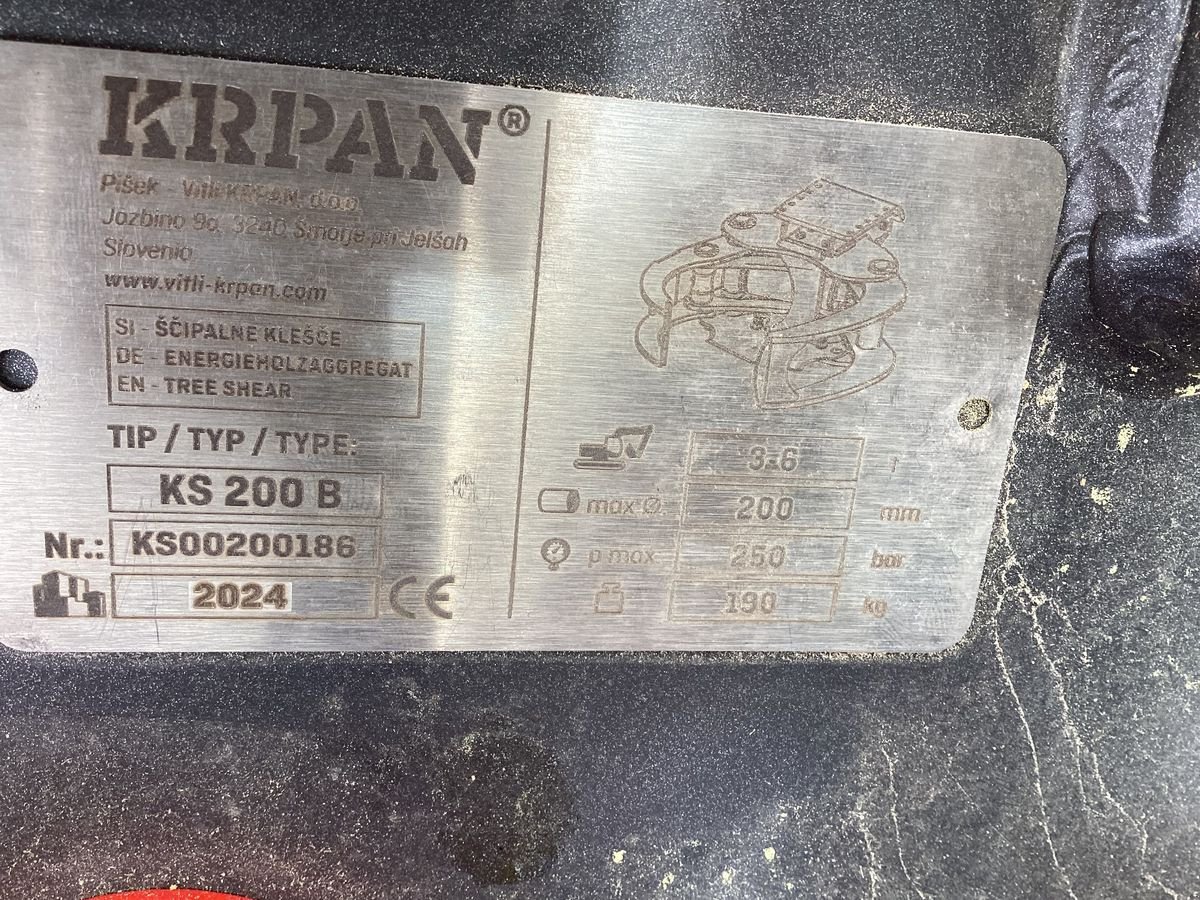 KRPAN®
Pišek - Vitli KRPAN, d.o.o.
Jazbina 9a, 3240 Šmarje pri Jelšah
Slovenia
www.vitli-krpan.com
SI - ŠČIPALNE KLEŠČE
DE - ENERGIEHOLZAGGREGAT
EN - TREE SHEAR
TIP / TYP / TYPE:
KS 200 B
Nr.: KS00200186
2024 CE
3-6 t
max Ø: 200 mm
p max: 250 bar
190 kg